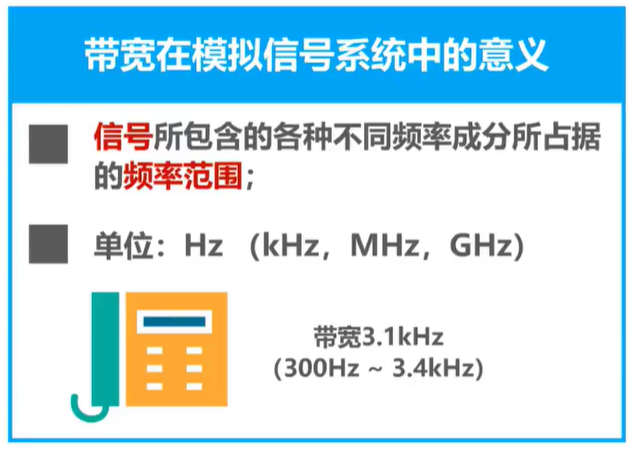 带宽在模拟信号系统中的意义
信号所包含的各种不同频率成分所占据
的频率范围；
单位：Hz （kHz，MHz，GHz）
带宽3.1kHz
（300Hz ~ 3.4kHz）